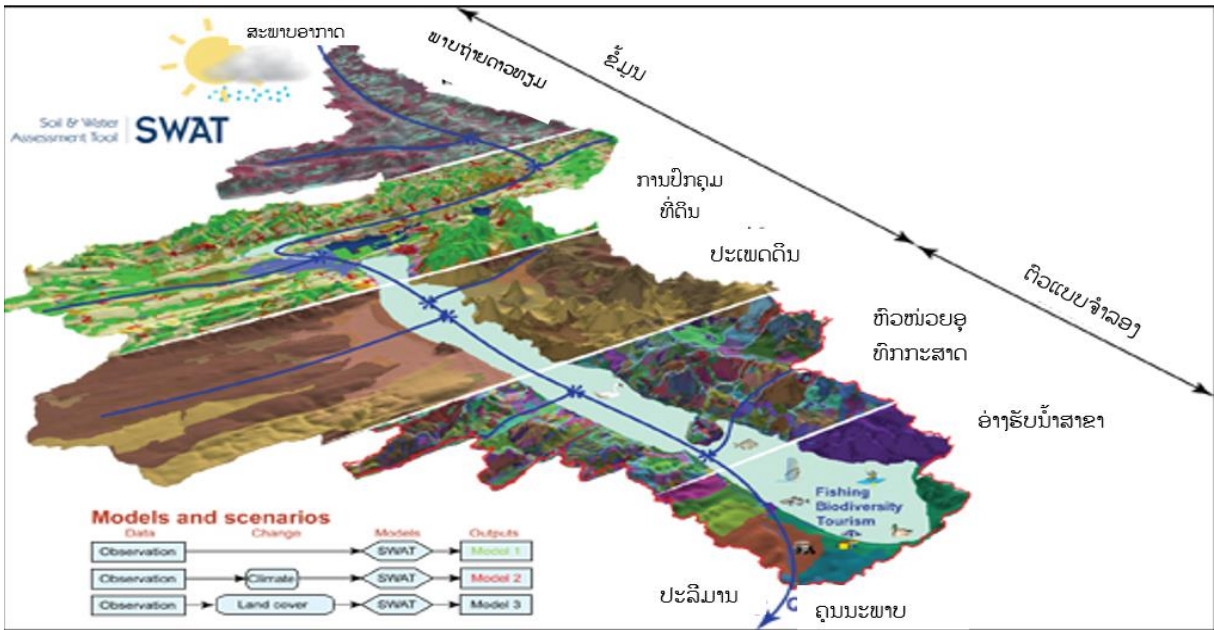 ສະພາບອາກາດ
ພາບຖ່າຍດາວທຽມ
ຂໍ້ມູນ
Soil & Water
Assessment Tool
SWAT
ການປົກຄຸມ
ທີ່ດິນ
ປະເພດດິນ
ຕົວແບບຈຳລອງ
ຫົວໜ່ວຍອຸ
ທົກກະສາດ
ອ່າງຮັບນ້ຳສາຂາ
Fishing
Biodiversity
Tourism
Models and scenarios
Data Change Models Outputs
Observation SWAT Model 1
Observation Climate SWAT Model 2
Observation Land cover SWAT Model 3
ປະລິມານ
ຄຸນນະພາບ